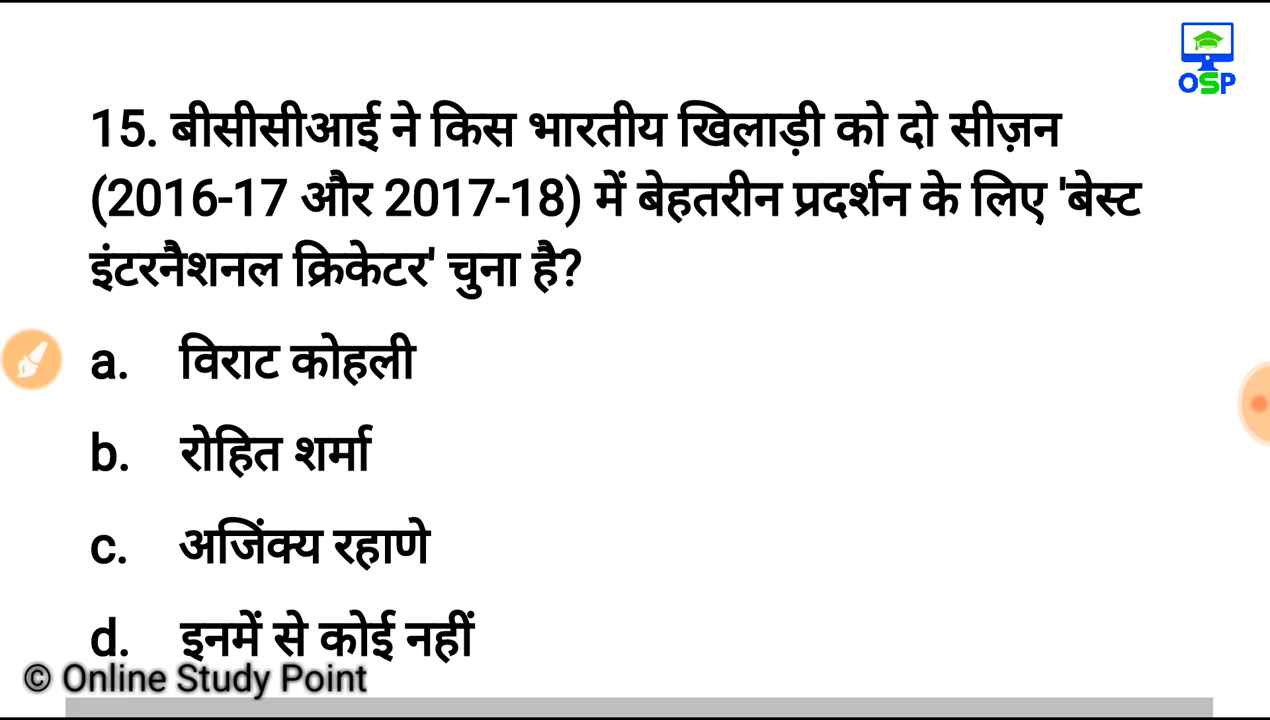 OSP
15. बीसीसीआई ने किस भारतीय खिलाड़ी को दो सीज़न
(2016-17 और 2017-18) में बेहतरीन प्रदर्शन के लिए 'बेस्ट
इंटरनैशनल क्रिकेटर' चुना है?
a. विराट कोहली
b. रोहित शर्मा
c. अजिंक्य रहाणे
d. इनमें से कोई नहीं
© Online Study Point